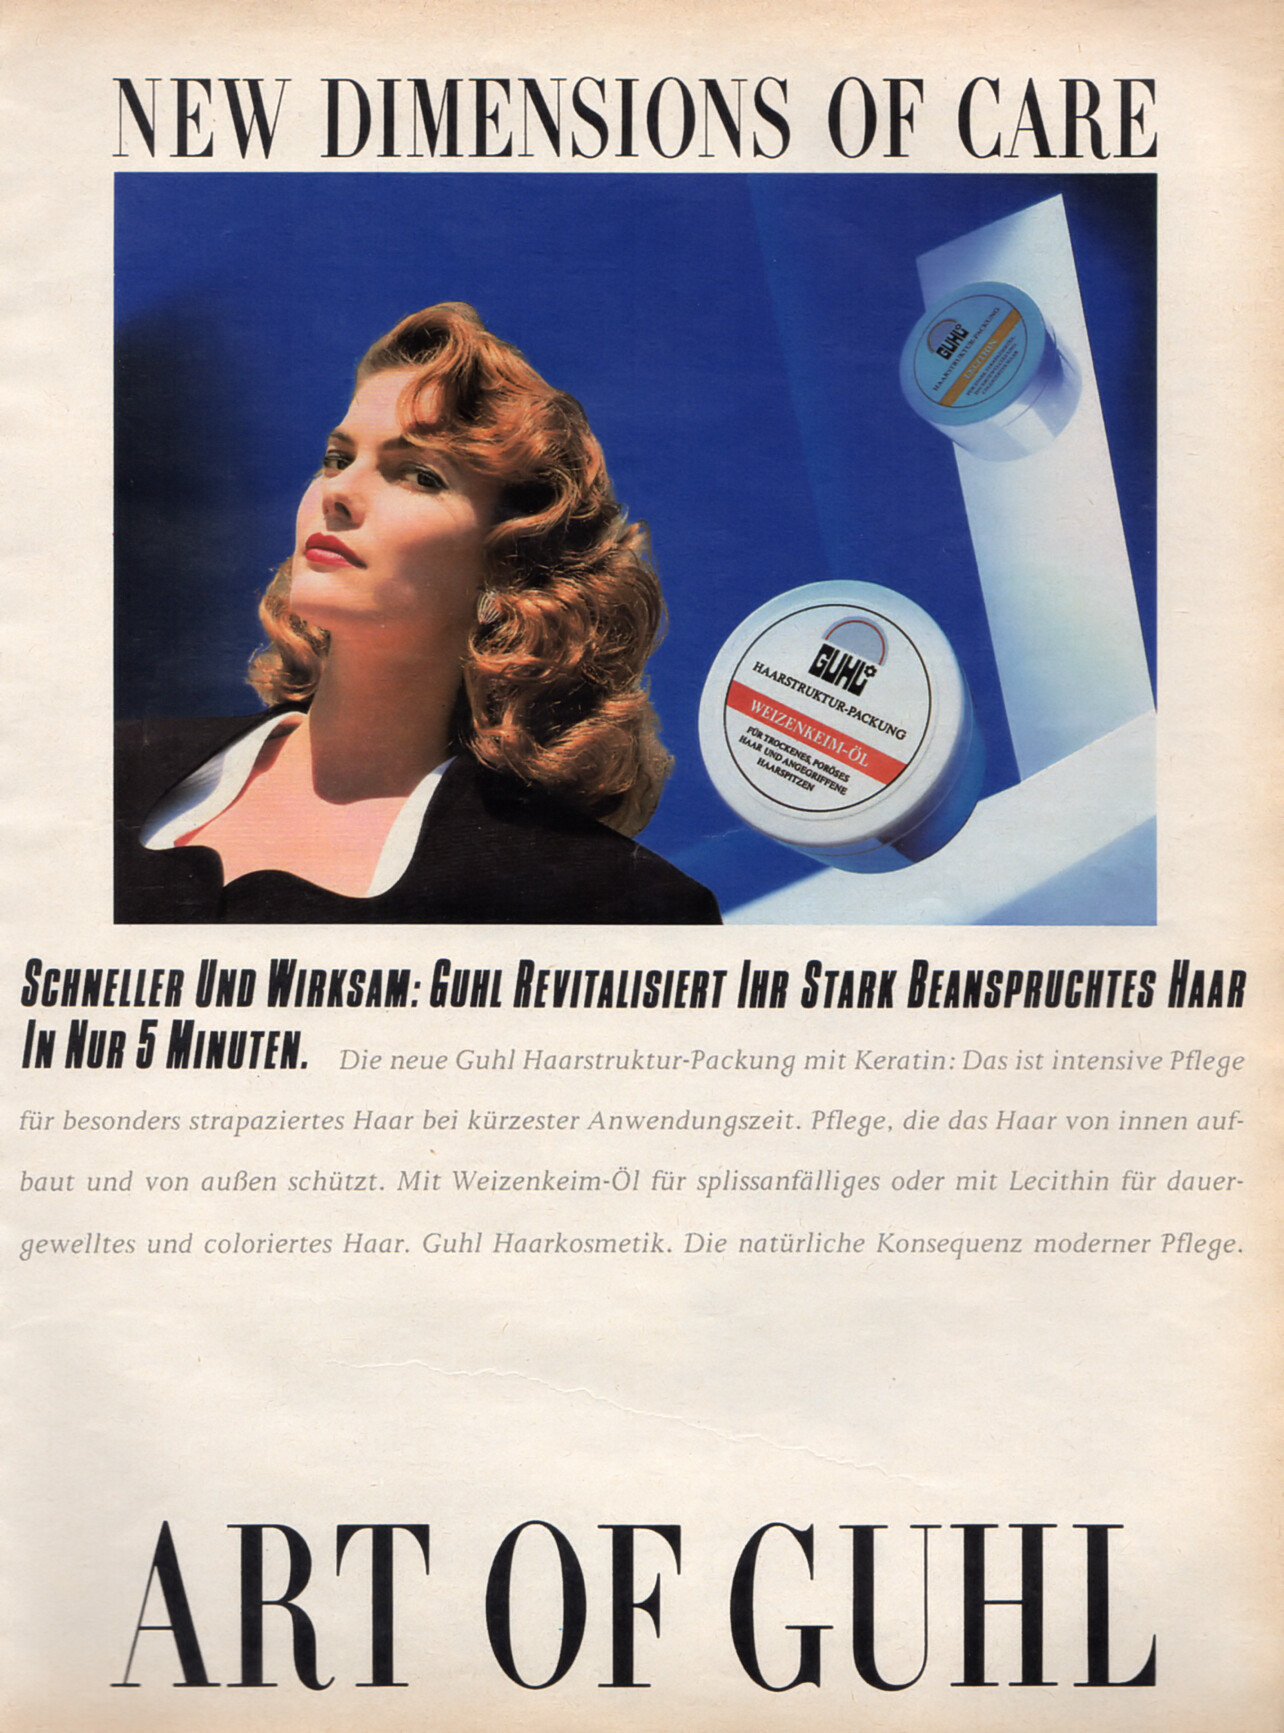 NEW DIMENSIONS OF CARE
GUHL
HAARSTRUKTUR-PACKUNG
LECITHIN
GUHL
HAARSTRUKTUR-PACKUNG
WEIZENKEIM-ÖL
FÜR TROCKENES, PORÖSES
HAAR UND ANGEGRIFFENE
HAARSPITZEN
SCHNELLER UND WIRKSAM: GUHL REVITALISIERT IHR STARK BEANSPRUCHTES HAAR
IN NUR 5 MINUTEN. Die neue Guhl Haarstruktur-Packung mit Keratin: Das ist intensive Pflege
für besonders strapaziertes Haar bei kürzester Anwendungszeit. Pflege, die das Haar von innen auf-
baut und von außen schützt. Mit Weizenkeim-Öl für splissanfälliges oder mit Lecithin für dauer-
gewelltes und coloriertes Haar. Guhl Haarkosmetik. Die natürliche Konsequenz moderner Pflege.
ART OF GUHL